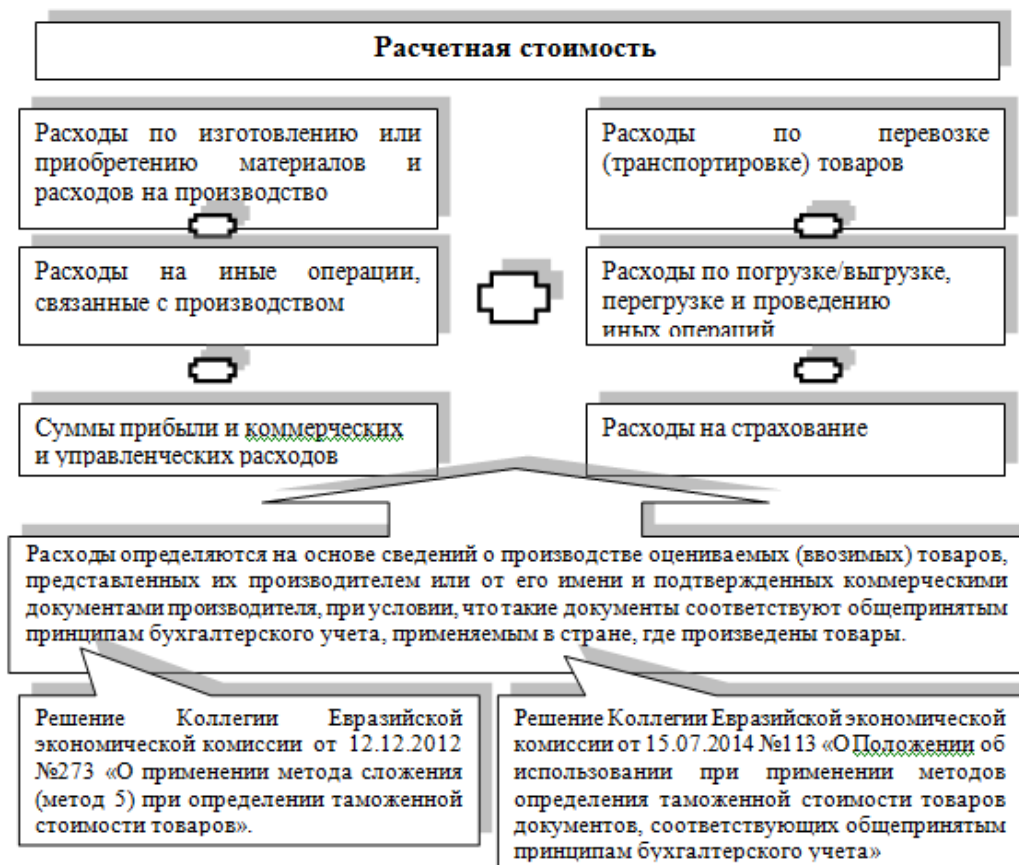 Расчетная стоимость
Расходы по изготовлению или
приобретению материалов и
расходов на производство
Расходы на иные операции,
связанные с производством
Суммы прибыли и коммерческих
и управленческих расходов
Расходы по перевозке
(транспортировке) товаров
Расходы по погрузке/выгрузке,
перегрузке и проведению
иных операций
Расходы на страхование
Расходы определяются на основе сведений о производстве оцениваемых (ввозимых) товаров,
представленных их производителем или от его имени и подтвержденных коммерческими
документами производителя, при условии, что такие документы соответствуют общепринятым
принципам бухгалтерского учета, применяемым в стране, где произведены товары.
Решение Коллегии Евразийской
экономической комиссии от 12.12.2012
№273 «О применении метода сложения
(метод 5) при определении таможенной
стоимости товаров».
Решение Коллегии Евразийской экономической
комиссии от 15.07.2014 №113 «О Положении об
использовании при применении методов
определения таможенной стоимости товаров
документов, соответствующих общепринятым
принципам бухгалтерского учета»